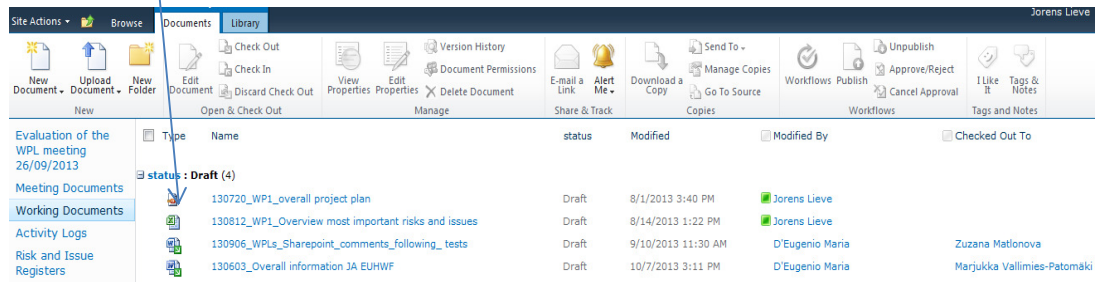 Jorens Lieve
Site Actions Browse Documents Library
New Document Upload Document New Folder
New
Edit Document Check Out
Check In
Discard Check Out
Open & Check Out
View Properties Edit Properties Version History
Document Permissions
Delete Document
Manage
E-mail a Link Alert Me
Share & Track
Download a Copy Send To
Manage Copies
Go To Source
Copies
Workflows Publish Unpublish
Approve/Reject
Cancel Approval
Workflows
I Like It Tags & Notes
Tags and Notes
Evaluation of the
WPL meeting
26/09/2013
Meeting Documents
Working Documents
Activity Logs
Risk and Issue
Registers
Type Name status Modified Modified By Checked Out To
status : Draft (4)
130720_WP1_overall project plan Draft 8/1/2013 3:40 PM Jorens Lieve
130812_WP1_Overview most important risks and issues Draft 8/14/2013 1:22 PM Jorens Lieve
130906_WPLs_Sharepoint_comments_following_ tests Draft 9/10/2013 11:30 AM D'Eugenio Maria Zuzana Matlonova
130603_Overall information JA EUHWF Draft 10/7/2013 3:11 PM D'Eugenio Maria Marjukka Vallimies-Patomäki